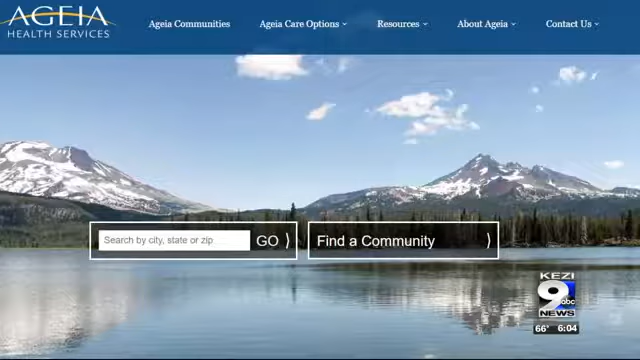 AGEIA
HEALTH SERVICES
Ageia Communities
Ageia Care Options
Resources
About Ageia
Contact Us
Search by city, state or zip
GO
Find a Community
KEZI
9
abc
NEWS
66° 6:04